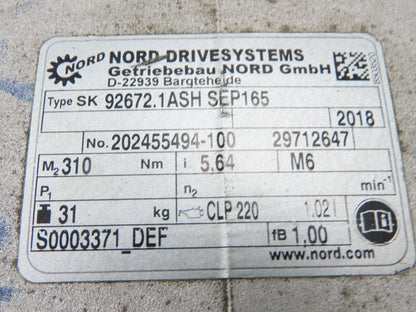 NORD NORD DRIVESYSTEMS
Getriebebau NORD GmbH
D-22939 Bargteheide
Type SK 92672.1ASH SEP165
2018
No. 202455494-100 29712647
M2 310 Nm i 5.64 M6
P1 n2 min-1
31 kg CLP 220 1.02 l
S0003371_DEF fB 1,00
www.nord.com